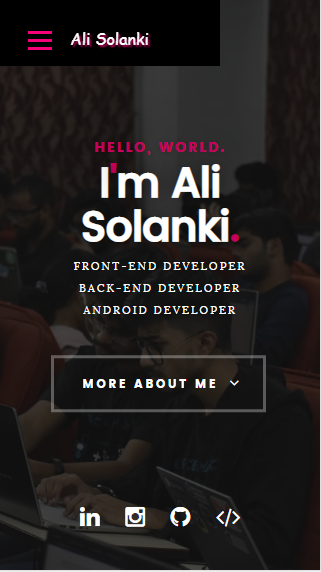 Ali Solanki
HELLO, WORLD.
I'm Ali
Solanki.
FRONT-END DEVELOPER
BACK-END DEVELOPER
ANDROID DEVELOPER
MORE ABOUT ME